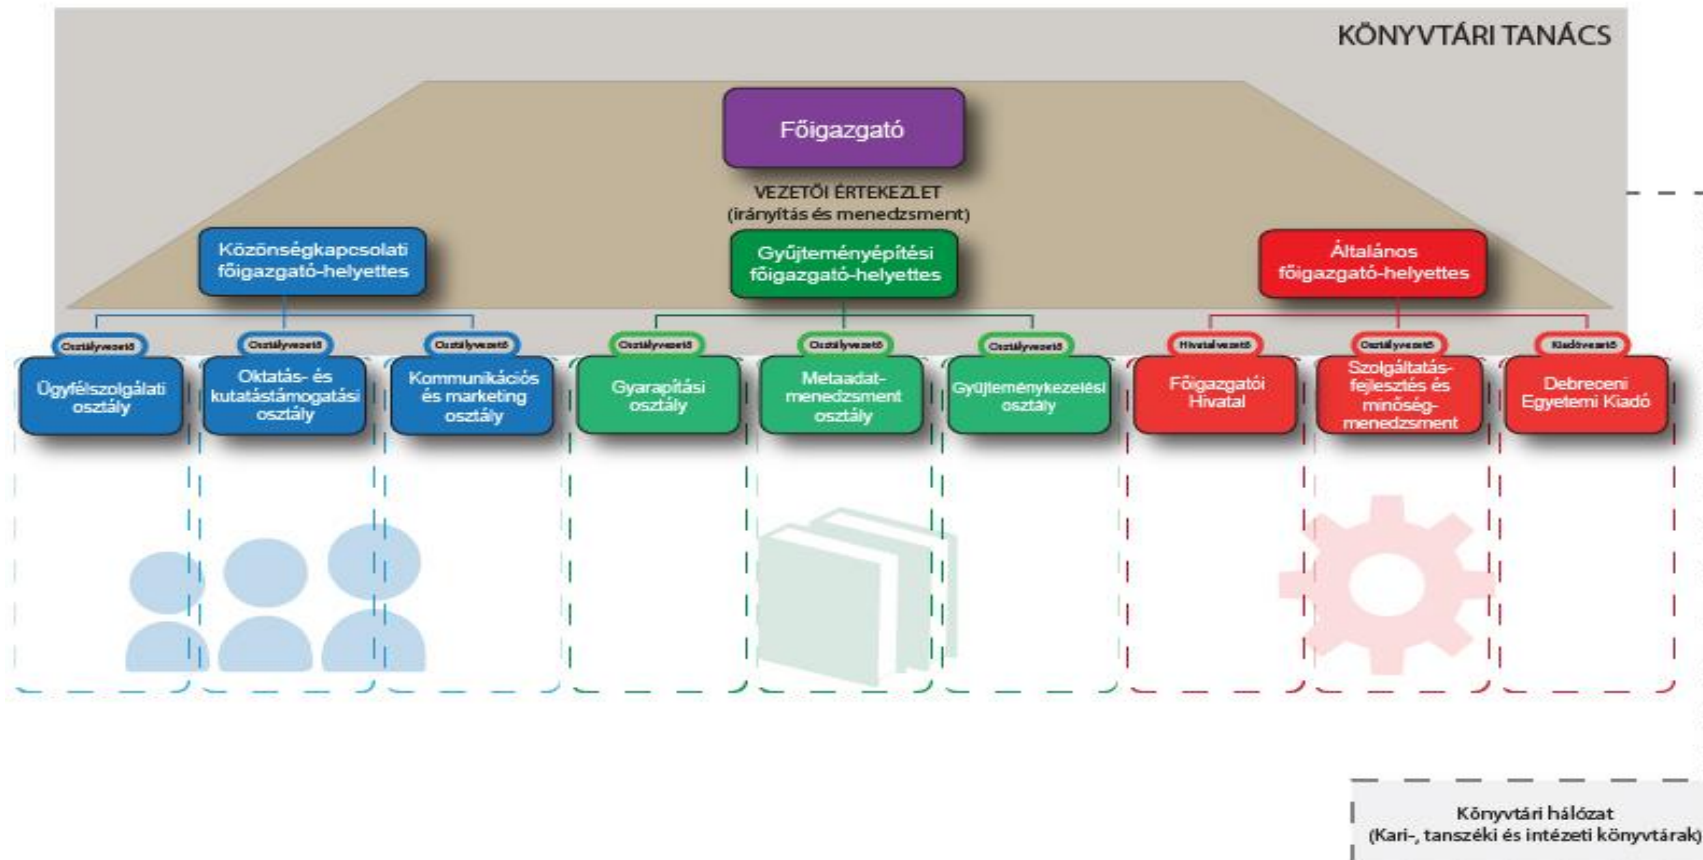 KÖNYVTÁRI TANÁCS
Főigazgató
VEZETŐI ÉRTEKEZLET
(irányítás és menedzsment)
Közönségkapcsolati
főigazgató-helyettes
Gyűjteményépítési
főigazgató-helyettes
Általános
főigazgató-helyettes
Osztályvezető
Osztályvezető
Osztályvezető
Osztályvezető
Osztályvezető
Osztályvezető
Hivatalvezető
Osztályvezető
Kiadóvezető
Ügyfélszolgálati
osztály
Oktatás- és
kutatástámogatási
osztály
Kommunikációs
és marketing
osztály
Gyarapítási
osztály
Metaadat-
menedzsment
osztály
Gyűjteménykezelési
osztály
Főigazgatói
Hivatal
Szolgáltatás-
fejlesztés és
minőség-
menedzsment
Debreceni
Egyetemi Kiadó
Könyvtári hálózat
(Kari-, tanszéki és intézeti könyvtárak)